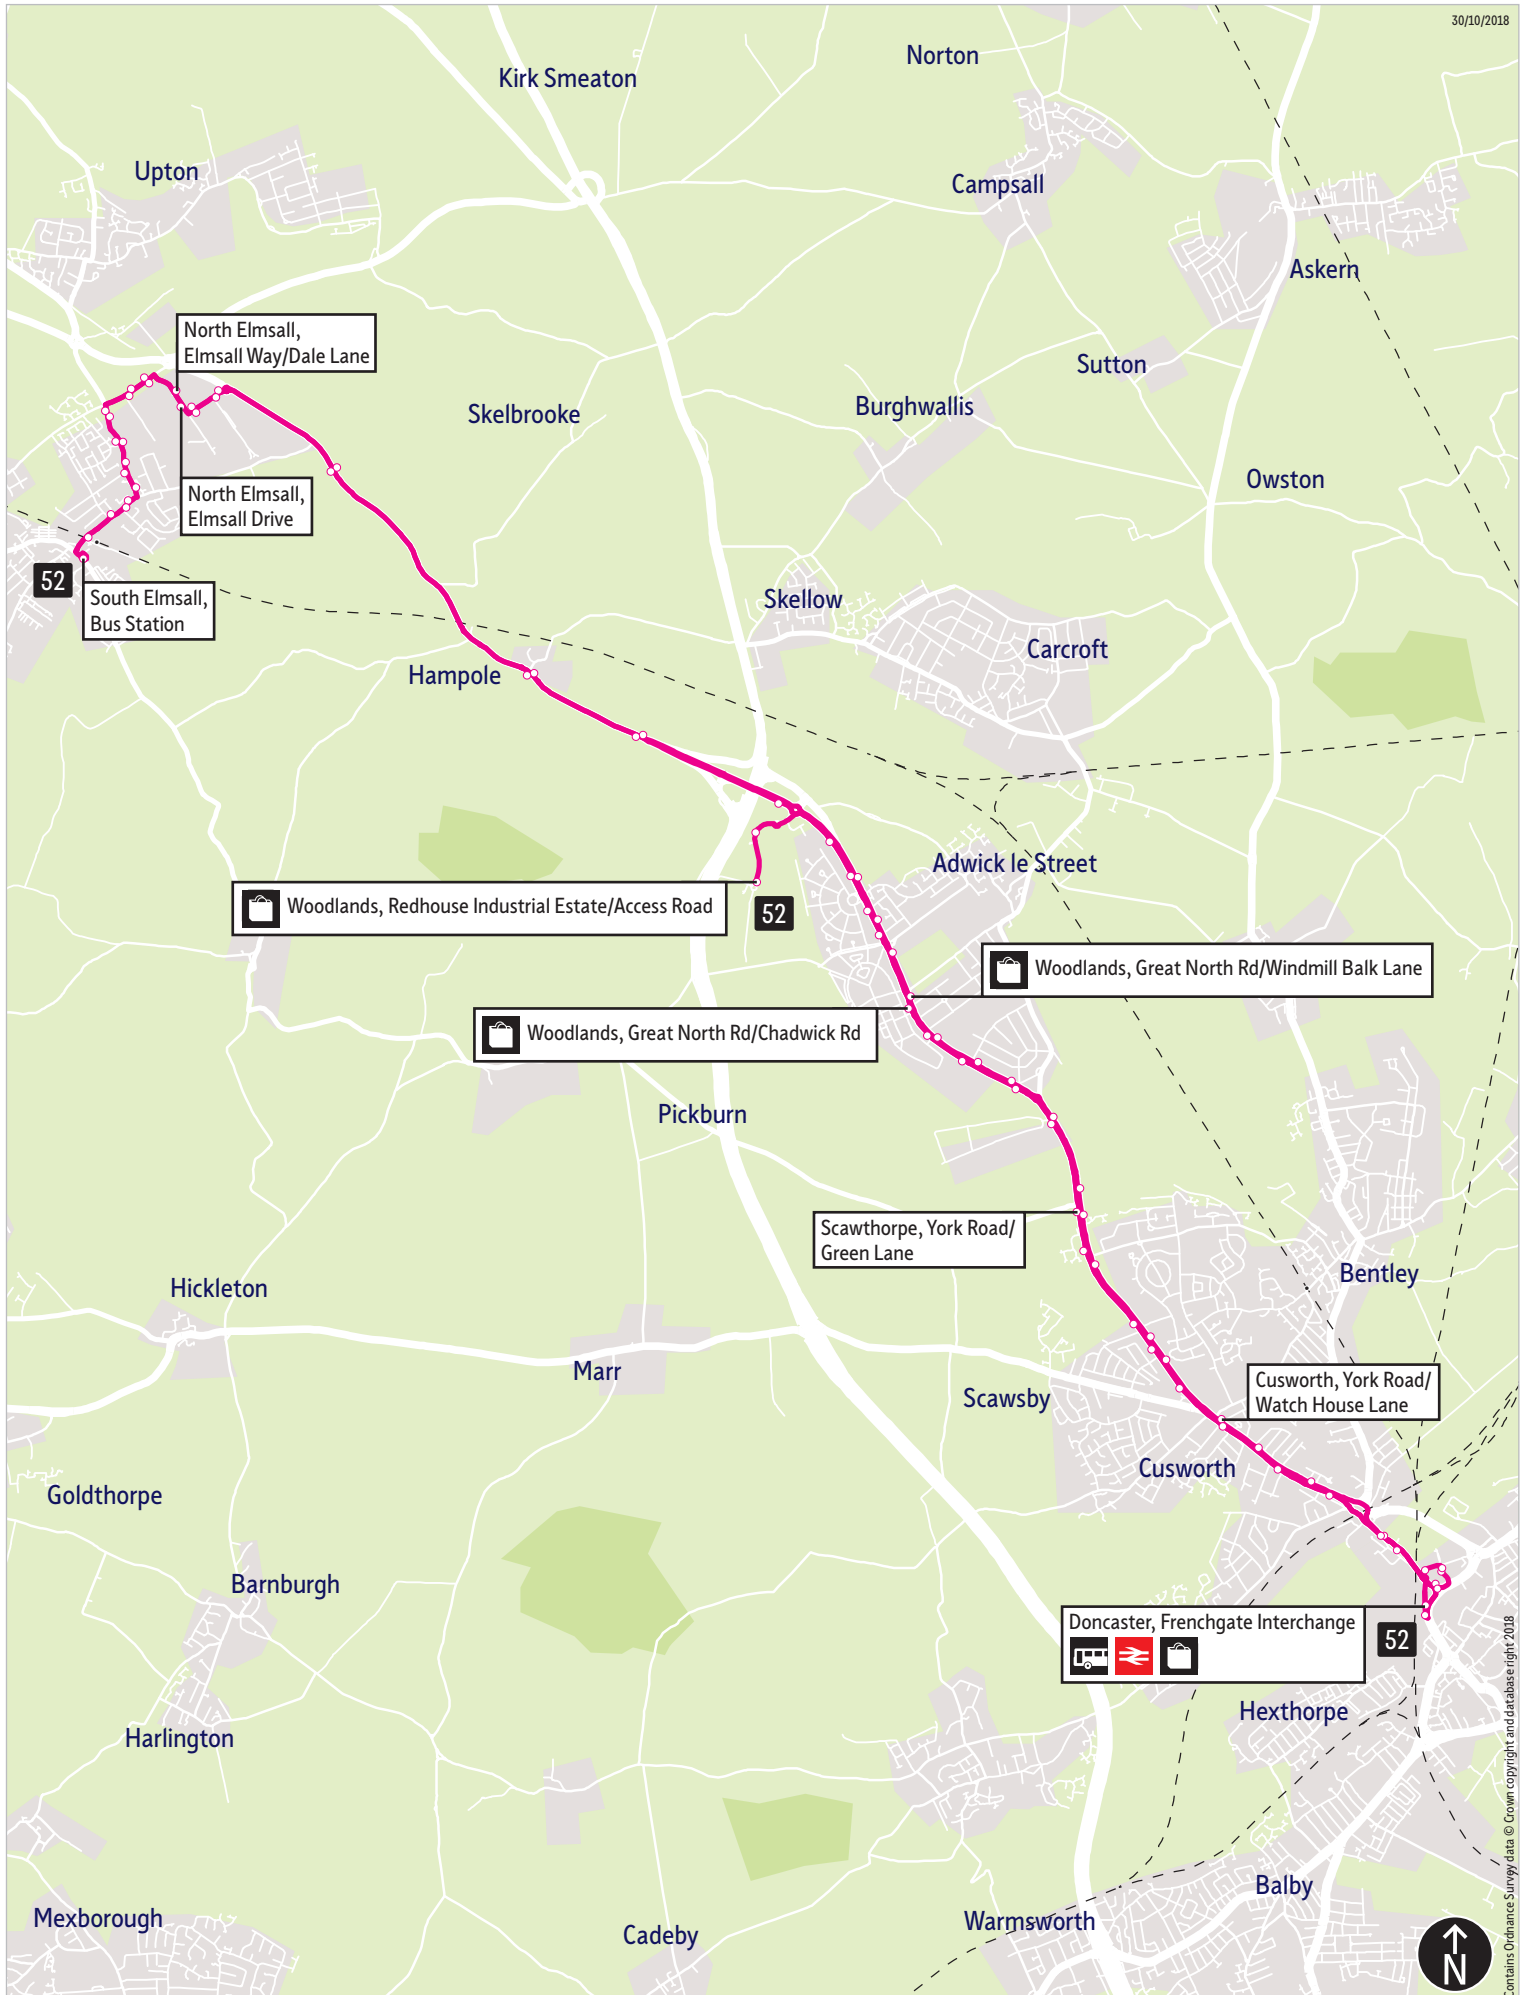 30/10/2018
Norton
Kirk Smeaton
Upton
Campsall
Askern
North Elmsall,
Elmsall Way/Dale Lane
Sutton
Skelbrooke
Burghwallis
Owston
North Elmsall,
Elmsall Drive
52
South Elmsall,
Bus Station
Skellow
Carcroft
Hampole
Adwick le Street
Woodlands, Redhouse Industrial Estate/Access Road
52
Woodlands, Great North Rd/Windmill Balk Lane
Woodlands, Great North Rd/Chadwick Rd
Pickburn
Scawthorpe, York Road/
Green Lane
Hickleton
Bentley
Marr
Scawsby
Cusworth, York Road/
Watch House Lane
Cusworth
Goldthorpe
Barnburgh
Doncaster, Frenchgate Interchange
52
Hexthorpe
Harlington
Balby
Mexborough
Cadeby
Warmsworth
N
Contains Ordnance Survey data © Crown copyright and database right 2018